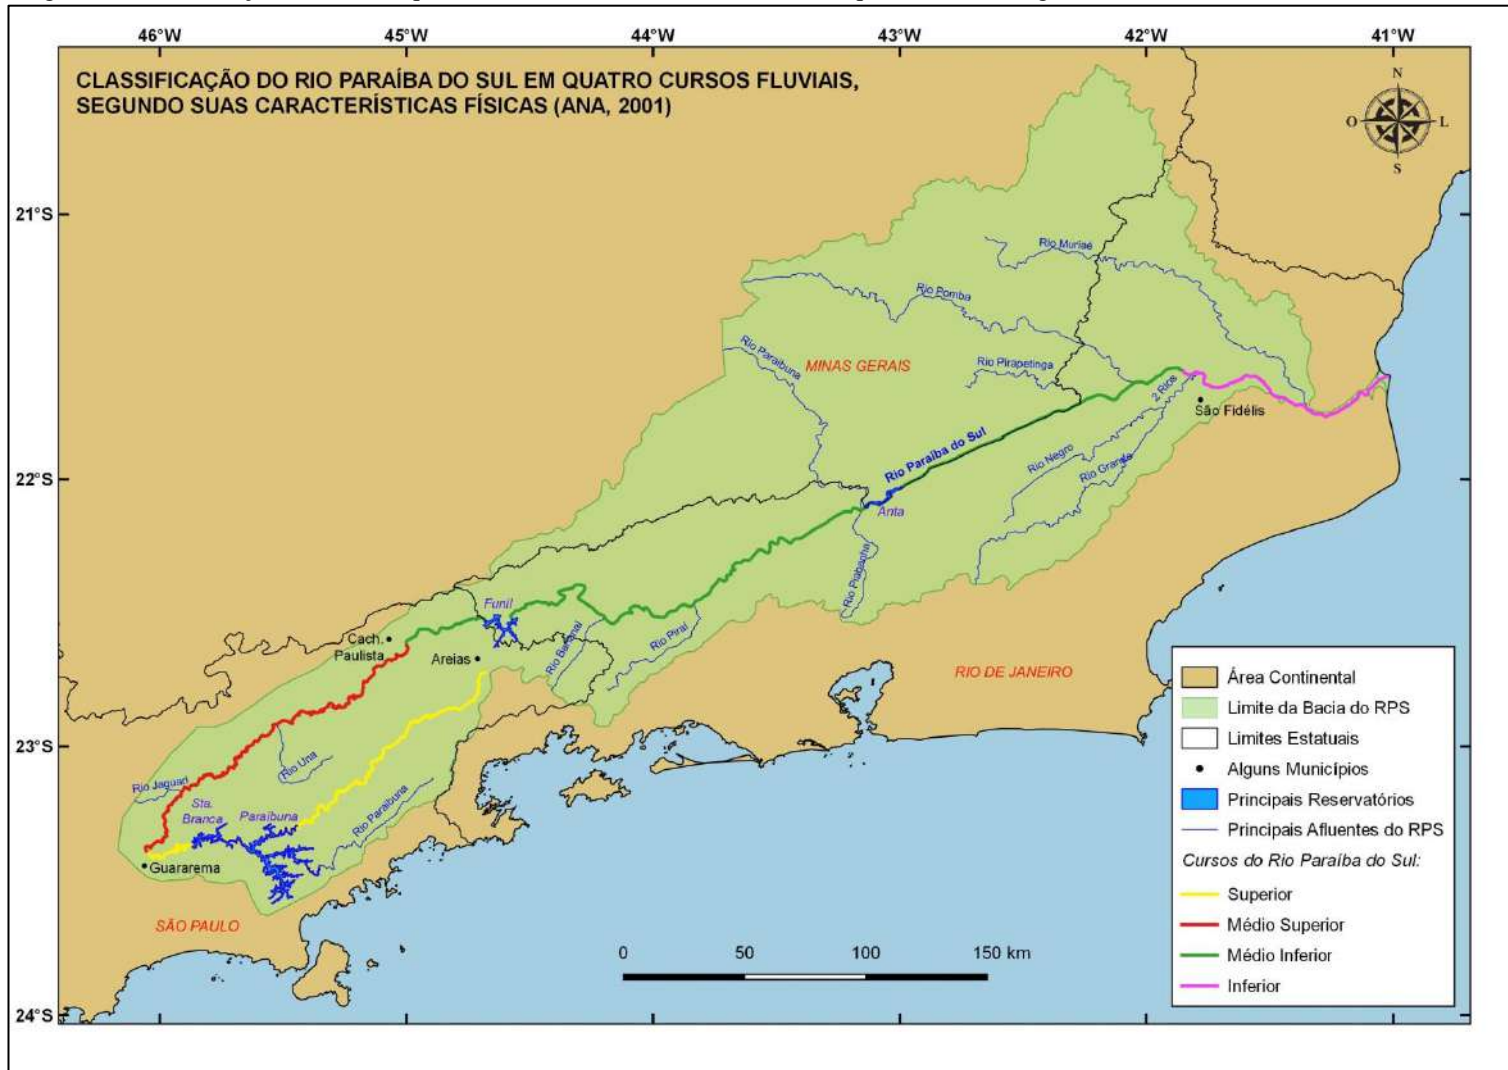 46°W
45°W
44°W
43°W
42°W
41°W
CLASSIFICAÇÃO DO RIO PARAÍBA DO SUL EM QUATRO CURSOS FLUVIAIS,
SEGUNDO SUAS CARACTERÍSTICAS FÍSICAS (ANA, 2001)
N
O
L
S
21°S
22°S
23°S
24°S
Rio Muriaé
Rio Pomba
Rio Paraibuna
MINAS GERAIS
Rio Pirapetinga
2 Rios
São Fidélis
Rio Paraíba do Sul
Rio Negro
Rio Grande
Anta
Rio Piabanha
Funil
Cach.
Paulista
Areias
Rio Bananal
Rio Piraí
RIO DE JANEIRO
Rio Una
Rio Jaguari
Sta.
Branca
Paraibuna
Rio Paraibuna
Guararema
SÃO PAULO
0
50
100
150 km
Área Continental
Limite da Bacia do RPS
Limites Estatuais
Alguns Municípios
Principais Reservatórios
Principais Afluentes do RPS
Cursos do Rio Paraíba do Sul:
Superior
Médio Superior
Médio Inferior
Inferior